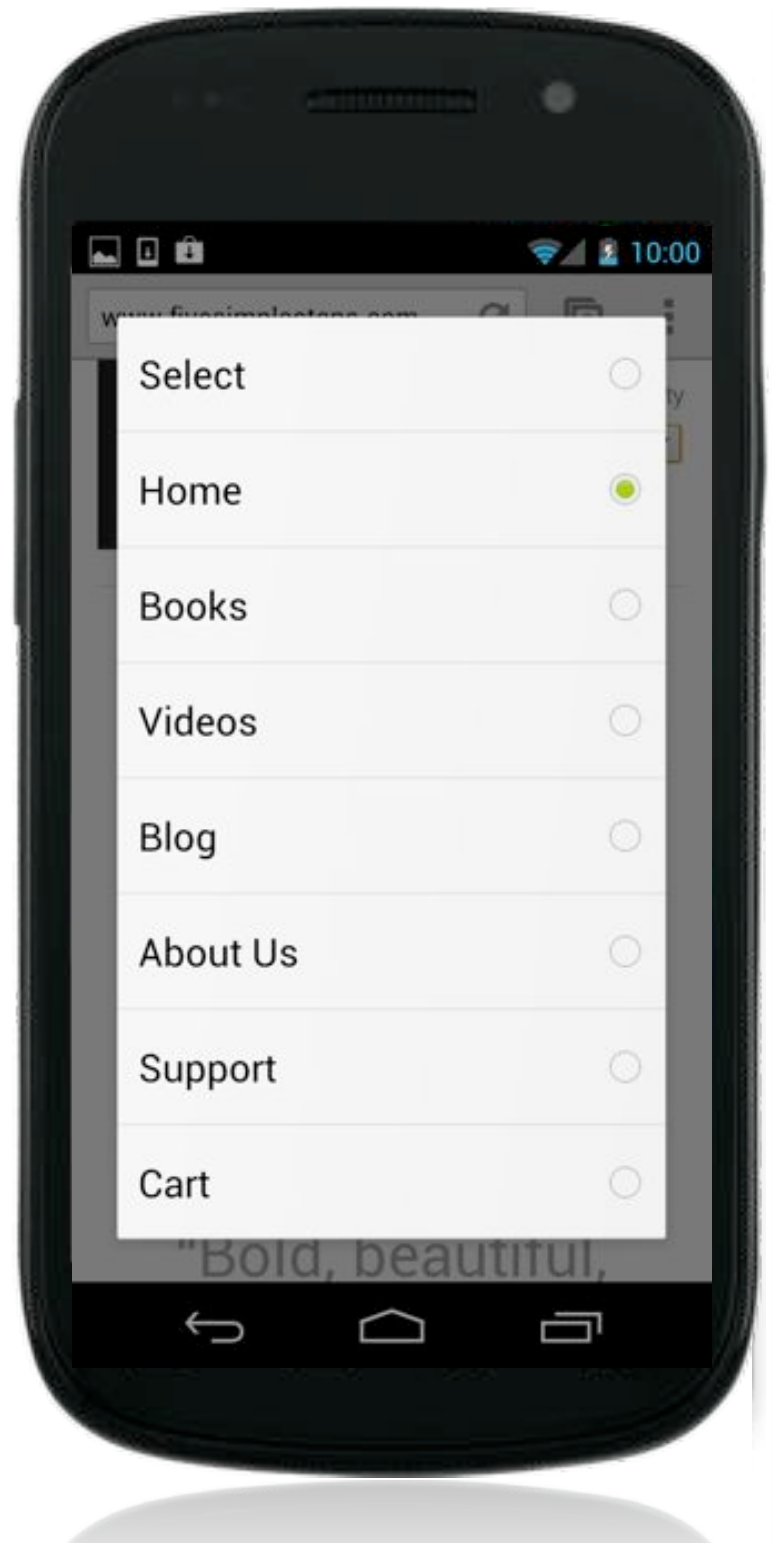 10:00
Select
Home
Books
Videos
Blog
About Us
Support
Cart
"Bold, beautiful,